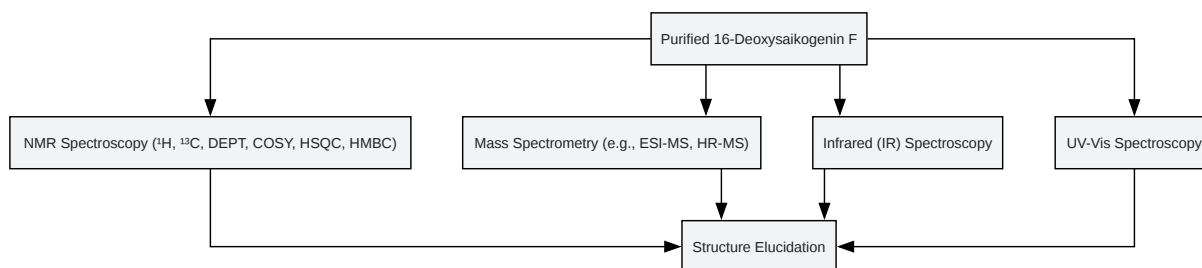 Purified 16-Deoxysaikogenin F
NMR Spectroscopy (¹H, ¹³C, DEPT, COSY, HSQC, HMBC)
Mass Spectrometry (e.g., ESI-MS, HR-MS)
Infrared (IR) Spectroscopy
UV-Vis Spectroscopy
Structure Elucidation